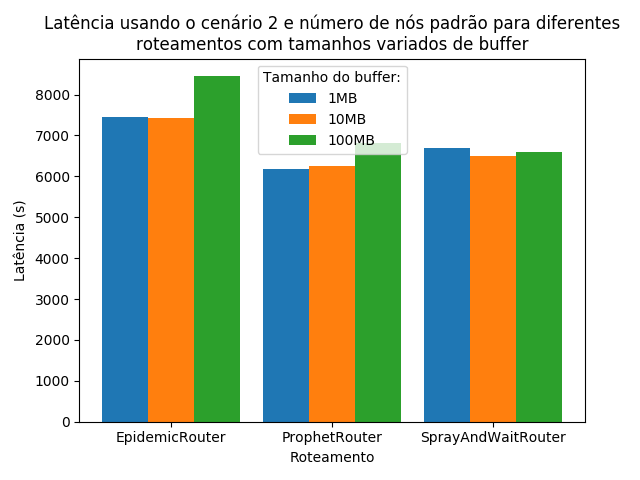 Latência usando o cenário 2 e número de nós padrão para diferentes
roteamentos com tamanhos variados de buffer
Tamanho do buffer:
1MB
10MB
100MB
Latência (s)
8000
7000
6000
5000
4000
3000
2000
1000
0
EpidemicRouter
ProphetRouter
SprayAndWaitRouter
Roteamento